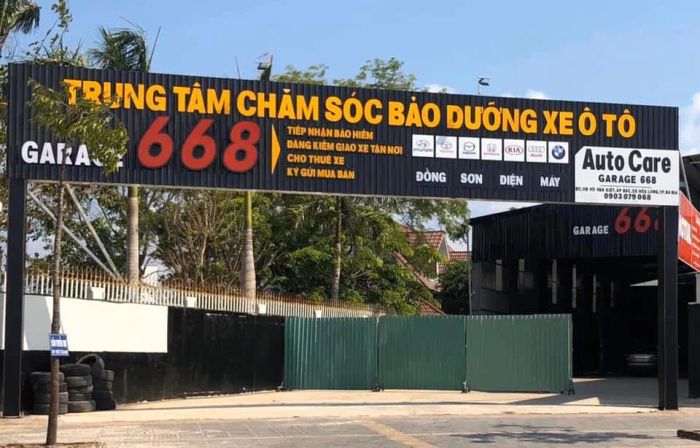 TRUNG TÂM CHĂM SÓC BẢO DƯỠNG XE Ô TÔ
GARAGE 668
TIẾP NHẬN BẢO HIỂM
ĐĂNG KIỂM GIAO XE TẬN NƠI
CHO THUÊ XE
KÝ GỬI MUA BÁN
KIA
ĐỒNG SƠN ĐIỆN MÁY
Auto Care
GARAGE 668
0903 079 068
GARAGE 668